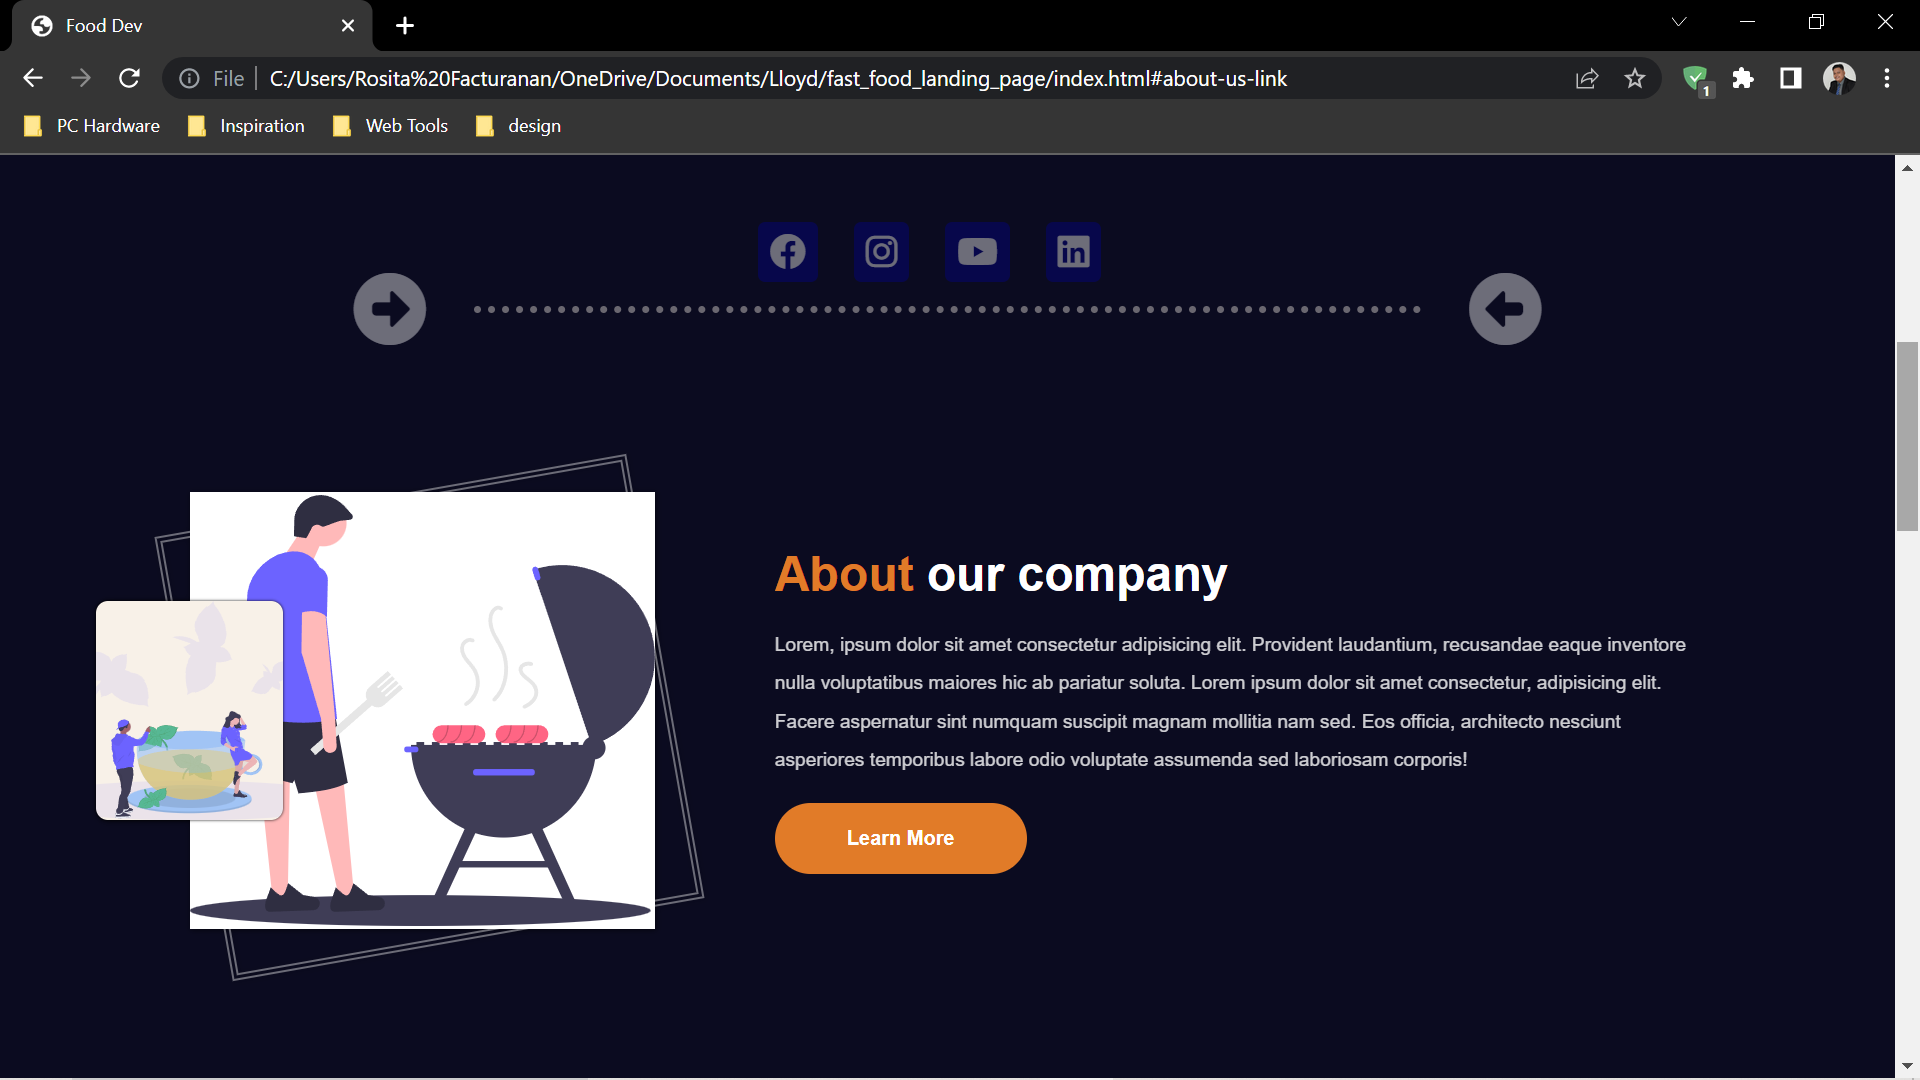 Food Dev
File C:/Users/Rosita%20Facturanan/OneDrive/Documents/Lloyd/fast_food_landing_page/index.html#about-us-link
1
PC Hardware Inspiration Web Tools design
in
About our company
Lorem, ipsum dolor sit amet consectetur adipisicing elit. Provident laudantium, recusandae eaque inventore
nulla voluptatibus maiores hic ab pariatur soluta. Lorem ipsum dolor sit amet consectetur, adipisicing elit.
Facere aspernatur sint numquam suscipit magnam mollitia nam sed. Eos officia, architecto nesciunt
asperiores temporibus labore odio voluptate assumenda sed laboriosam corporis!
Learn More